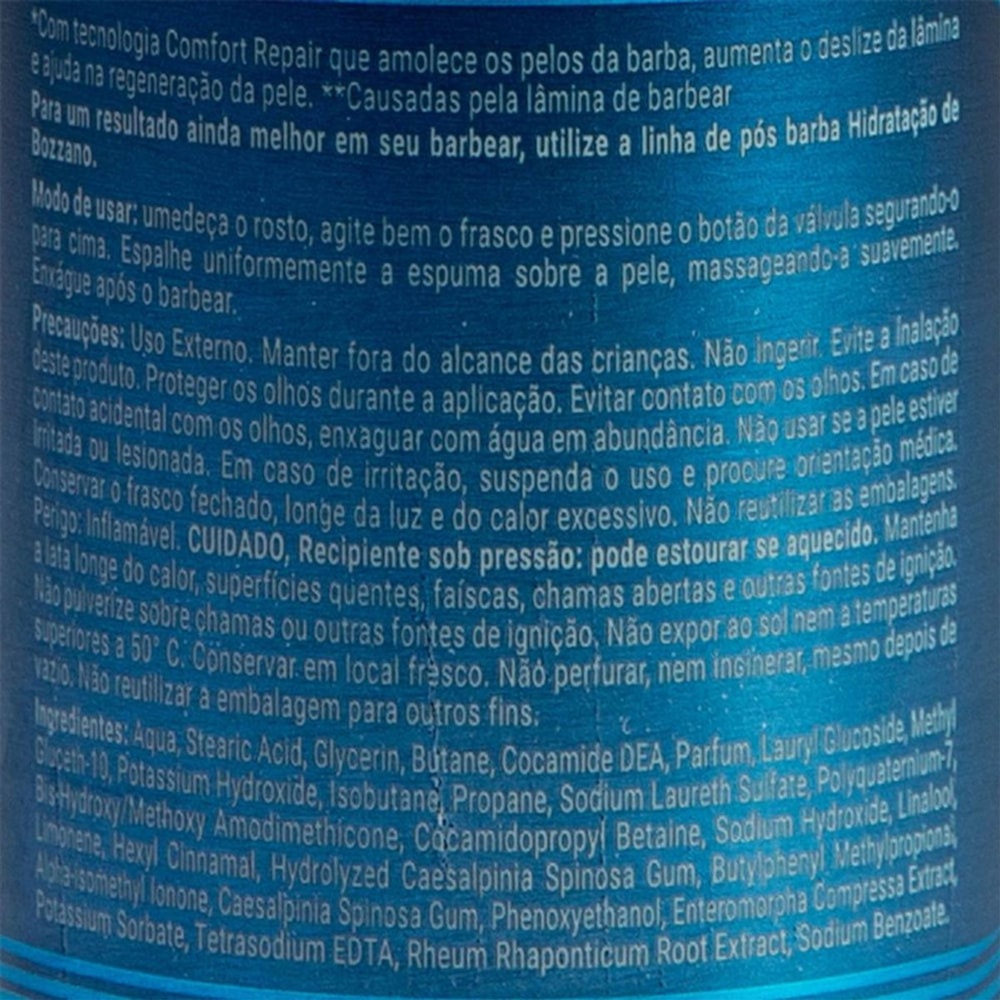 *Com tecnologia Comfort Repair que amolece os pelos da barba, aumenta o deslize da lâmina
e ajuda na regeneração da pele. **Causadas pela lâmina de barbear
Para um resultado ainda melhor em seu barbear, utilize a linha de pós barba Hidratação de
Bozzano.
Modo de usar: umedeça o rosto, agite bem o frasco e pressione o botão da válvula segurando-o
para cima. Espalhe uniformemente a espuma sobre a pele, massageando-a suavemente.
Enxágue após o barbear.
Precauções: Uso Externo. Manter fora do alcance das crianças. Não Ingerir. Evite a Inalação
deste produto. Proteger os olhos durante a aplicação. Evitar contato com os olhos. Em caso de
contato acidental com os olhos, enxaguar com água em abundância. Não usar se a pele estiver
Irritada ou lesionada. Em caso de irritação, suspenda o uso e procure orientação médica.
Conservar o frasco fechado, longe da luz e do calor excessivo. Não reutilizar as embalagens.
Perigo: Inflamável. CUIDADO, Recipiente sob pressão: pode estourar se aquecido. Mantenha
a lata longe do calor, superfícies quentes, faíscas, chamas abertas e outras fontes de ignição.
Não pulverize sobre chamas ou outras fontes de ignição. Não expor ao sol nem a temperaturas
superiores a 50° C. Conservar em local fresco. Não perfurar, nem incinerar, mesmo depois de
vazio. Não reutilizar a embalagem para outros fins.
Ingredientes: Aqua, Stearic Acid, Glycerin, Butane, Cocamide DEA, Parfum, Lauryl Glucoside, Methyl
Gluceth-10, Potassium Hydroxide, Isobutane, Propane, Sodium Laureth Sulfate, Polyquaternium-7,
Bis-Hydroxy/Methoxy Amodimethicone, Cocamidopropyl Betaine, Sodium Hydroxide, Linalool,
Limonene, Hexyl Cinnamal, Hydrolyzed Caesalpinia Spinosa Gum, Butylphenyl Methylpropional,
Alpha-Isomethyl Ionone, Caesalpinia Spinosa Gum, Phenoxyethanol, Enteromorpha Compressa Extract,
Potassium Sorbate, Tetrasodium EDTA, Rheum Rhaponticum Root Extract, Sodium Benzoate.